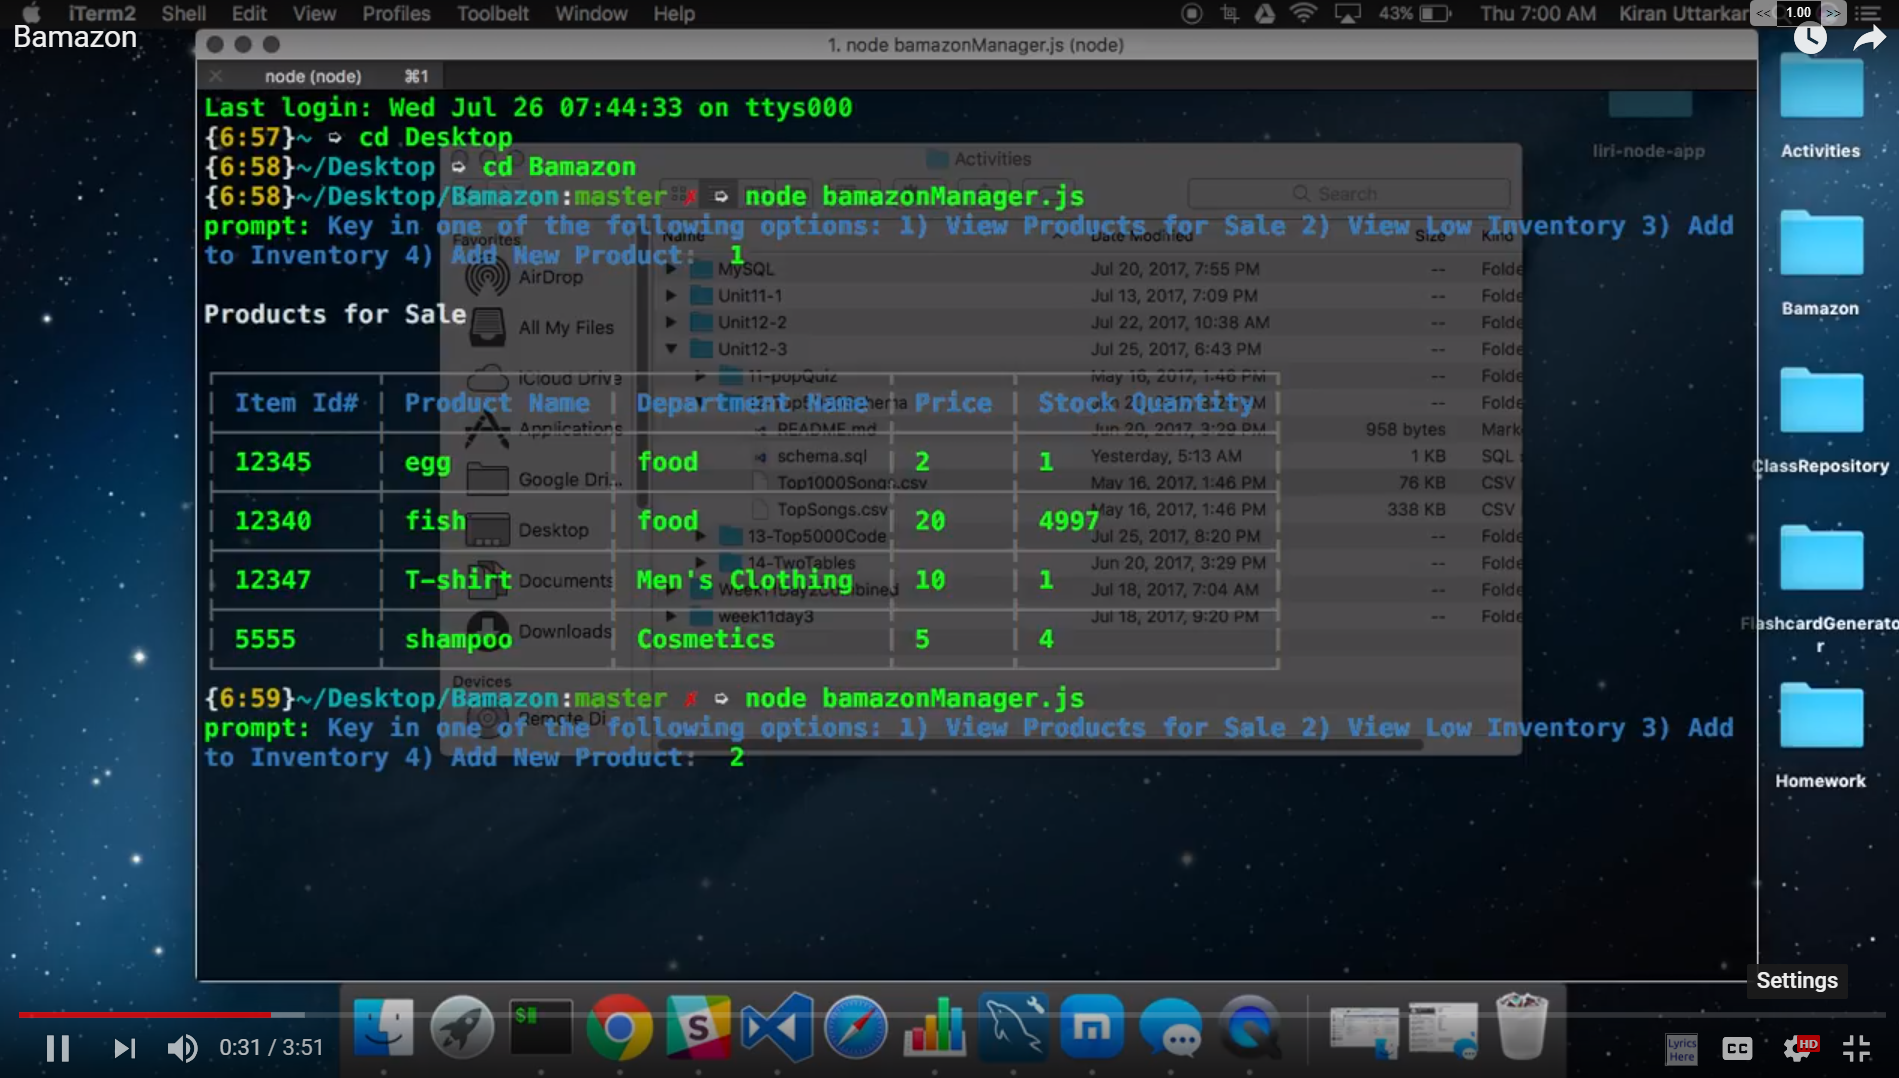 iTerm2 Shell Edit View Profiles Toolbelt Window Help 43% Thu 7:00 AM Kiran Uttarkar << 1.00 >>
Bamazon
1. node bamazonManager.js (node)
node (node) ⌘1
Last login: Wed Jul 26 07:44:33 on ttys000
{6:57}~ ➭ cd Desktop
{6:58}~/Desktop ➭ cd Bamazon
{6:58}~/Desktop/Bamazon:master ✗ ➭ node bamazonManager.js
prompt: Key in one of the following options: 1) View Products for Sale 2) View Low Inventory 3) Add
to Inventory 4) Add New Product: 1
Products for Sale
Item Id# Product Name Department Name Price Stock Quantity
12345 egg food 2 1
12340 fish food 20 4997
12347 T-shirt Men's Clothing 10 1
5555 shampoo Cosmetics 5 4
{6:59}~/Desktop/Bamazon:master ✗ ➭ node bamazonManager.js
prompt: Key in one of the following options: 1) View Products for Sale 2) View Low Inventory 3) Add
to Inventory 4) Add New Product: 2
Activities
Search
Favorites
AirDrop
All My Files
iCloud Drive
Applications
Google Dri...
Desktop
Documents
Downloads
Devices
Remote Di
Name Date Modified Size Kind
MySQL Jul 20, 2017, 7:55 PM -- Folde
Unit11-1 Jul 13, 2017, 7:09 PM -- Folde
Unit12-2 Jul 22, 2017, 10:38 AM -- Folde
Unit12-3 Jul 25, 2017, 6:43 PM -- Folde
11-popQuiz May 16, 2017, 1:46 PM -- Folde
README.md Jun 20, 2017, 3:29 PM 958 bytes Mark
schema.sql Yesterday, 5:13 AM 1 KB SQL
Top1000Songs.csv May 16, 2017, 1:46 PM 76 KB CSV
TopSongs.csv May 16, 2017, 1:46 PM 338 KB CSV
13-Top5000Code Jul 25, 2017, 8:20 PM -- Folde
14-TwoTables Jun 20, 2017, 3:29 PM -- Folde
Week11Day2Combined Jul 18, 2017, 7:04 AM -- Folde
week11day3 Jul 18, 2017, 9:20 PM -- Folde
liri-node-app
Activities
Bamazon
ClassRepository
FlashcardGenerato
r
Homework
Settings
0:31 / 3:51
Lyrics
Here
CC
HD